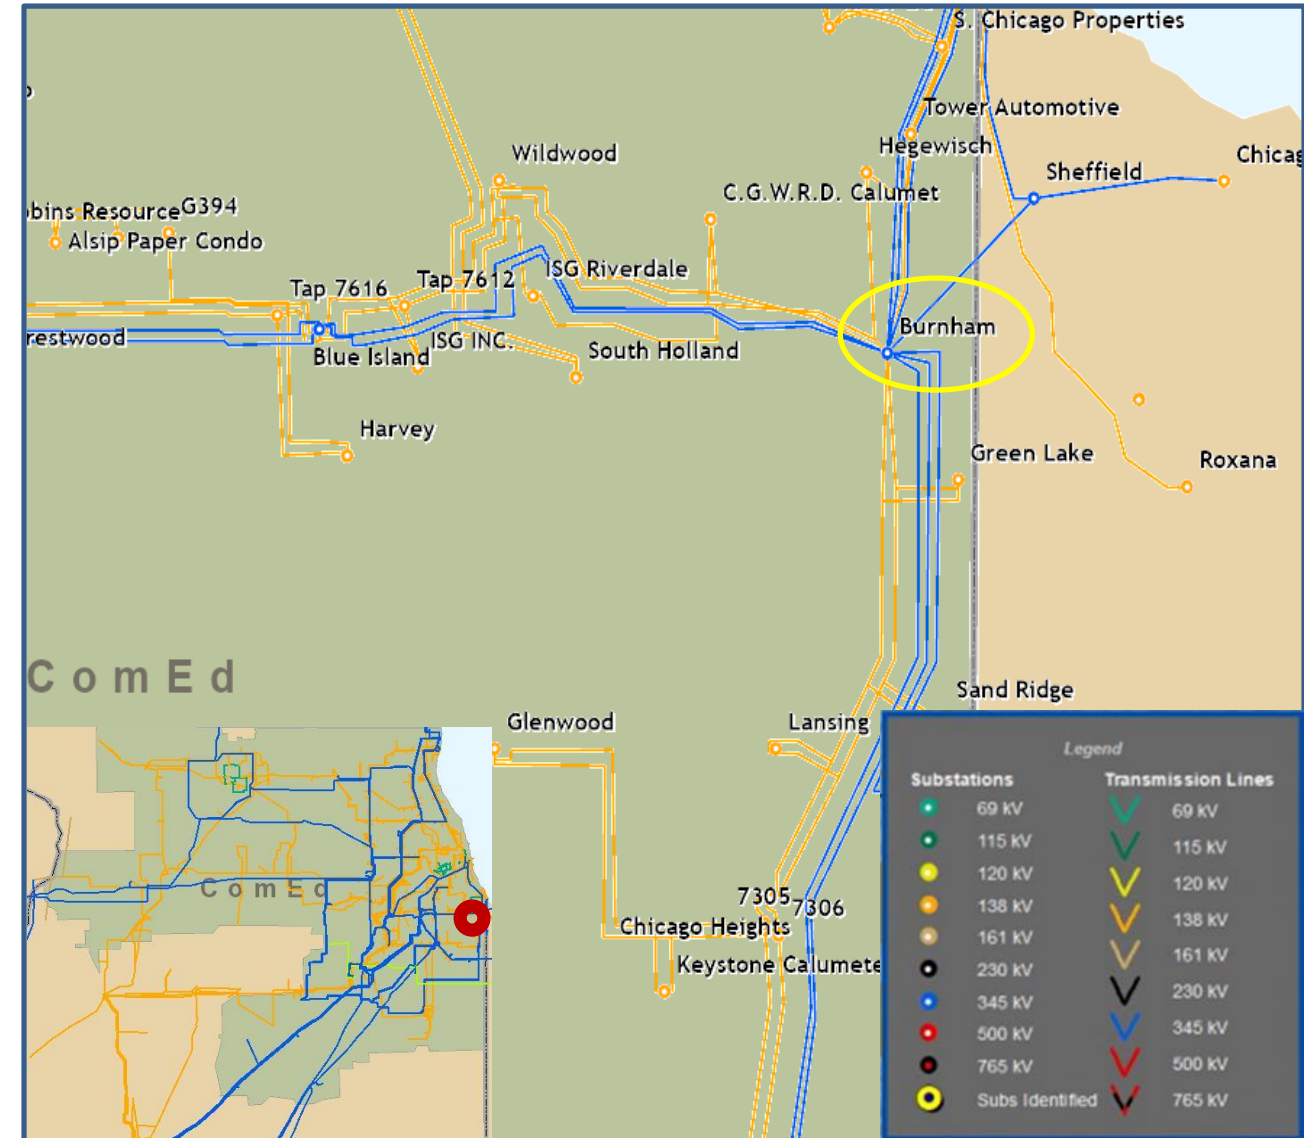 S. Chicago Properties
Tower Automotive
Hegewisch
Wildwood
Sheffield
Chicag
C.G.W.R.D. Calumet
bbins Resource
G394
Alsip Paper Condo
Tap 7616
Tap 7612
ISG Riverdale
restwood
Blue Island
ISG INC.
South Holland
Burnham
Harvey
Green Lake
Roxana
ComEd
Sand Ridge
Glenwood
Lansing
7305
7306
Chicago Heights
Keystone Calumete
ComEd
Legend
Substations
Transmission Lines
69 kV
69 kV
115 kV
115 kV
120 kV
120 kV
138 kV
138 kV
161 kV
161 kV
230 kV
230 kV
345 kV
345 kV
500 kV
500 kV
765 kV
765 kV
Subs Identified